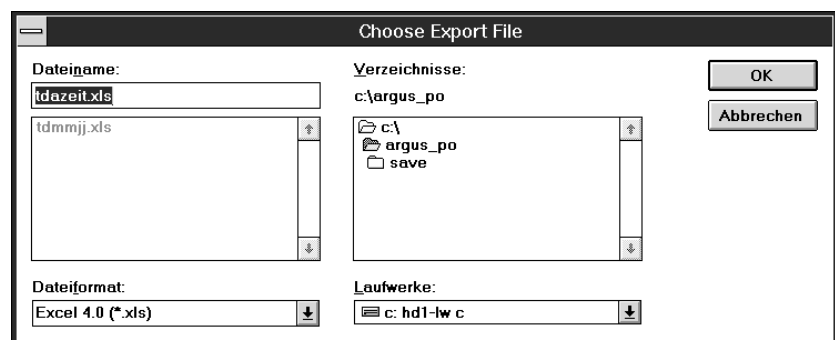 Choose Export File
Dateiname:
tdazeit.xls
tdmmjj.xls
Dateiformat:
Excel 4.0 (*.xls)
Verzeichnisse:
c:\argus_po
c:\
argus_po
save
Laufwerke:
c: hd1-lw c
OK
Abbrechen